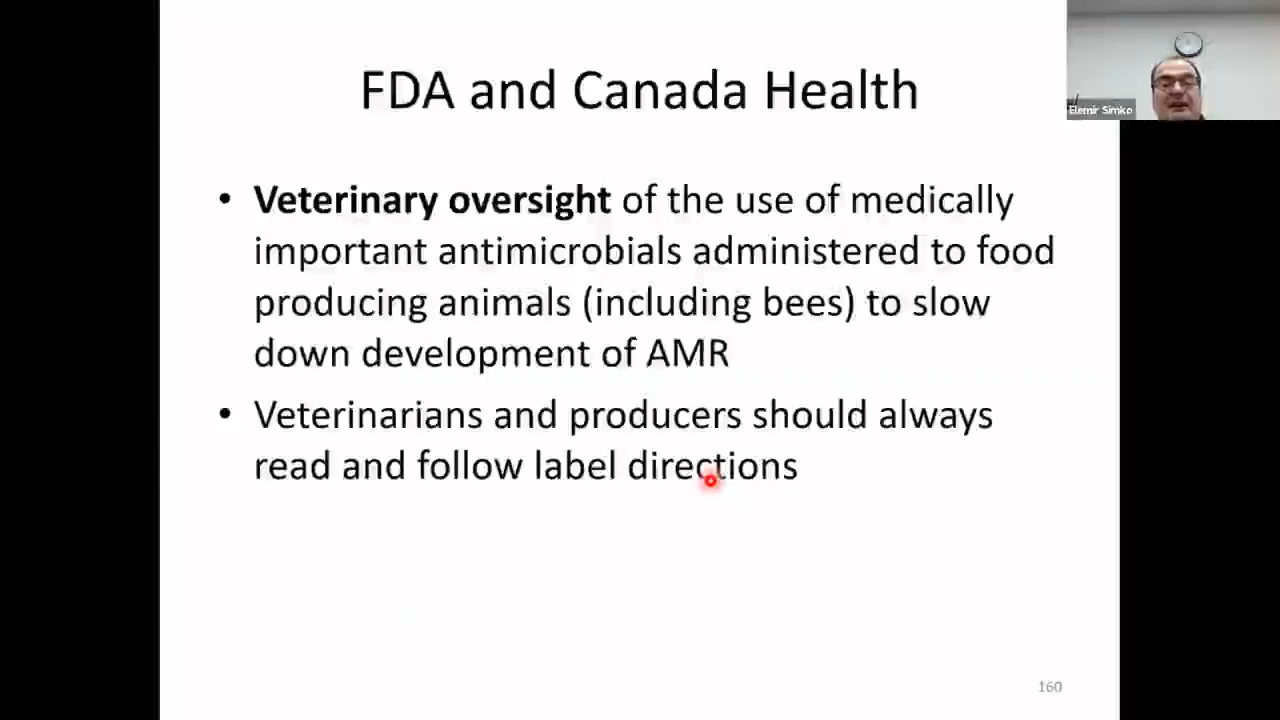 FDA and Canada Health
Elemir Simko
• Veterinary oversight of the use of medically
important antimicrobials administered to food
producing animals (including bees) to slow
down development of AMR
• Veterinarians and producers should always
read and follow label directions
160